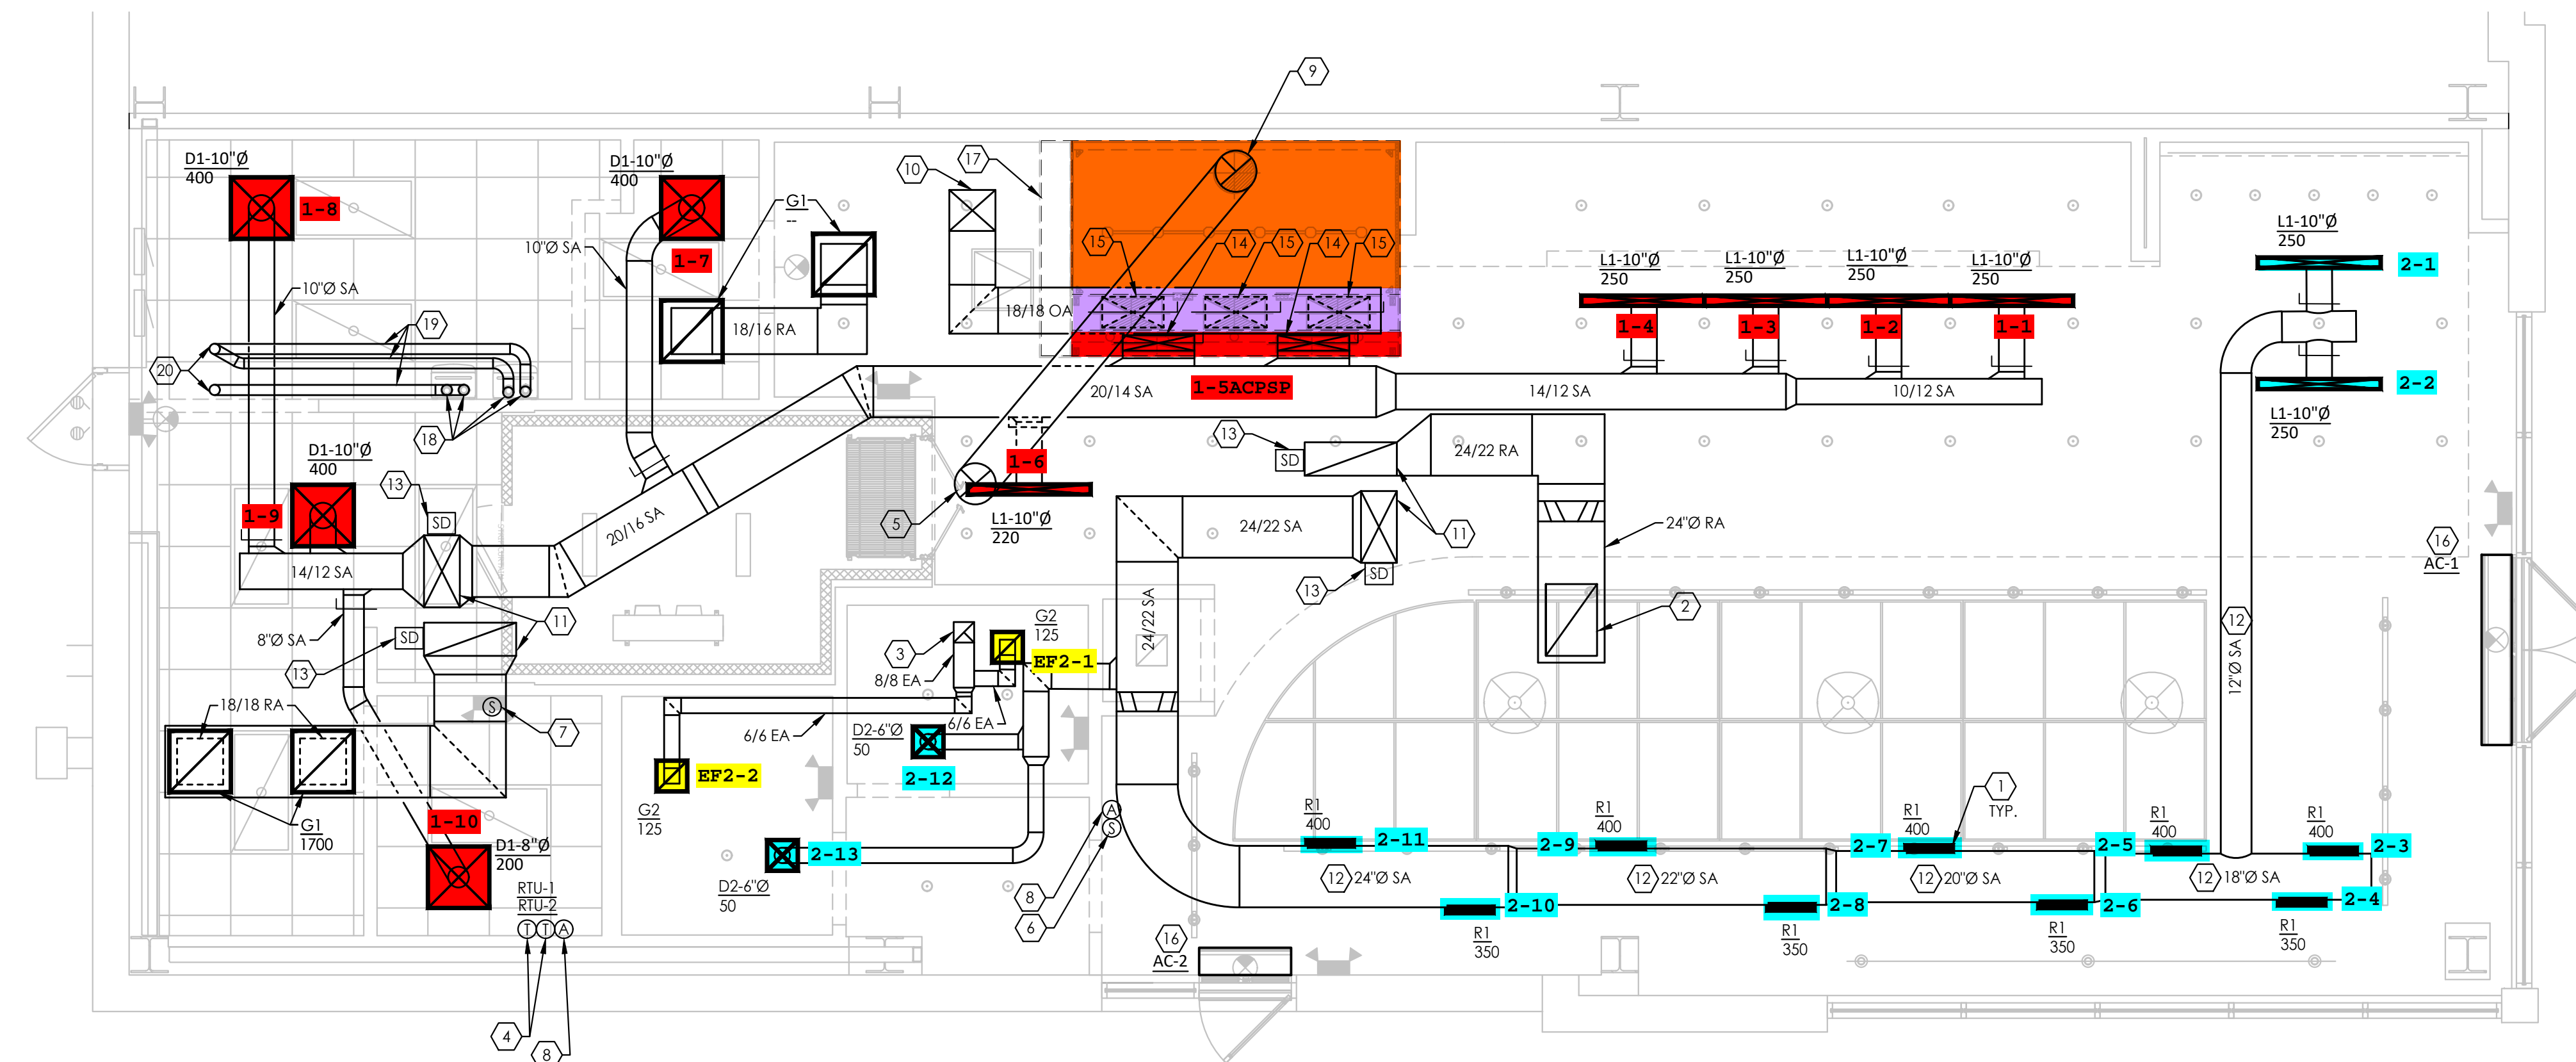 9
D1-10"Ø
400
1-8
D1-10"Ø
400
1-7
10"Ø SA
G1
--
10
17
15
14
15
14
15
18/18 OA
L1-10"Ø
250
L1-10"Ø
250
L1-10"Ø
250
L1-10"Ø
250
L1-10"Ø
250
2-1
1-4
1-3
1-2
1-1
10"Ø SA
19
18/16 RA
20
18
20/14 SA
1-5ACPSP
14/12 SA
10/12 SA
2-2
L1-10"Ø
250
D1-10"Ø
400
13
SD
1-9
14/12 SA
20/16 SA
1-6
5
L1-10"Ø
220
13
SD
24/22 RA
24/22 SA
11
24"Ø RA
13
SD
24/22 SA
2
16
AC-1
12
12"Ø SA
8"Ø SA
SD
13
11
3
8/8 EA
G2
125
EF2-1
18/18 RA
S
7
6/6 EA
6/6 EA
D2-6"Ø
50
2-12
EF2-2
G2
125
G1
1700
1-10
D1-8"Ø
200
2-13
D2-6"Ø
50
A
S
8
6
R1
400
2-11
2-9
R1
400
2-7
R1
400
1
TYP.
2-5
R1
400
R1
400
2-3
12
24"Ø SA
12
22"Ø SA
12
20"Ø SA
12
18"Ø SA
2-10
2-8
2-6
2-4
R1
350
R1
350
R1
350
R1
350
RTU-1
RTU-2
T
T
A
16
AC-2
4
8